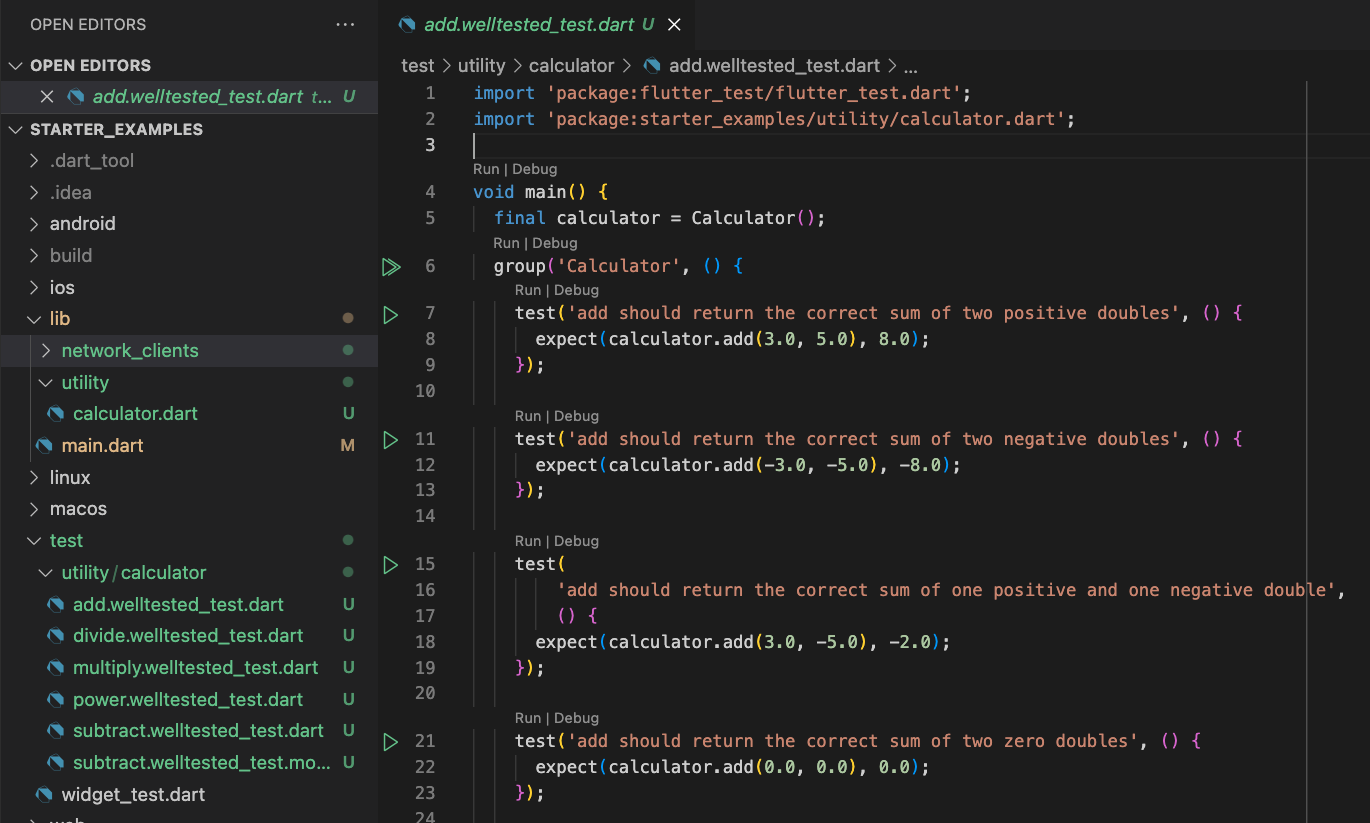 OPEN EDITORS ...
OPEN EDITORS
add.welltested_test.dart t... U
STARTER_EXAMPLES
.dart_tool
.idea
android
build
ios
lib
network_clients
utility
calculator.dart U
main.dart M
linux
macos
test
utility/calculator
add.welltested_test.dart U
divide.welltested_test.dart U
multiply.welltested_test.dart U
power.welltested_test.dart U
subtract.welltested_test.dart U
subtract.welltested_test.mo... U
widget_test.dart
web
add.welltested_test.dart U
test > utility > calculator > add.welltested_test.dart > ...
1 import 'package:flutter_test/flutter_test.dart';
2 import 'package:starter_examples/utility/calculator.dart';
3
Run | Debug
4 void main() {
5 final calculator = Calculator();
Run | Debug
6 group('Calculator', () {
Run | Debug
7 test('add should return the correct sum of two positive doubles', () {
8 expect(calculator.add(3.0, 5.0), 8.0);
9 });
10
Run | Debug
11 test('add should return the correct sum of two negative doubles', () {
12 expect(calculator.add(-3.0, -5.0), -8.0);
13 });
14
Run | Debug
15 test(
16 'add should return the correct sum of one positive and one negative double',
17 () {
18 expect(calculator.add(3.0, -5.0), -2.0);
19 });
20
Run | Debug
21 test('add should return the correct sum of two zero doubles', () {
22 expect(calculator.add(0.0, 0.0), 0.0);
23 });
24